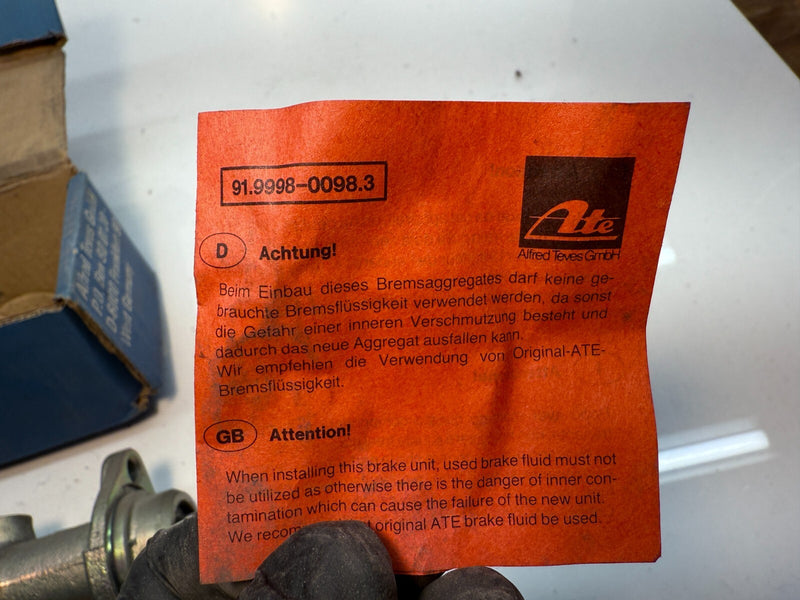 91.9998-0098.3
Ate
Alfred Teves GmbH
D Achtung!
Beim Einbau dieses Bremsaggregates darf keine ge-
brauchte Bremsflüssigkeit verwendet werden, da sonst
die Gefahr einer inneren Verschmutzung besteht und
dadurch das neue Aggregat ausfallen kann.
Wir empfehlen die Verwendung von Original-ATE-
Bremsflüssigkeit.
GB Attention!
When installing this brake unit, used brake fluid must not
be utilized as otherwise there is the danger of inner con-
tamination which can cause the failure of the new unit.
We original ATE brake fluid be used.
Alfred Teves GmbH